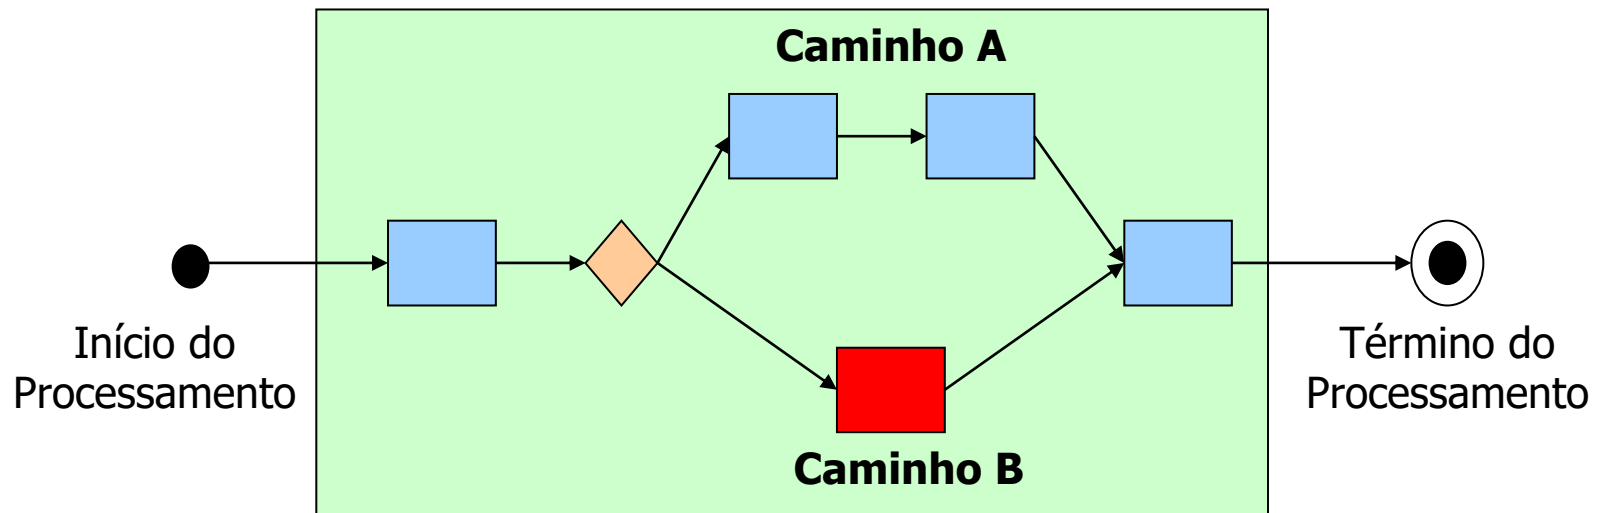 Caminho A
Início do
Processamento
Término do
Processamento
Caminho B